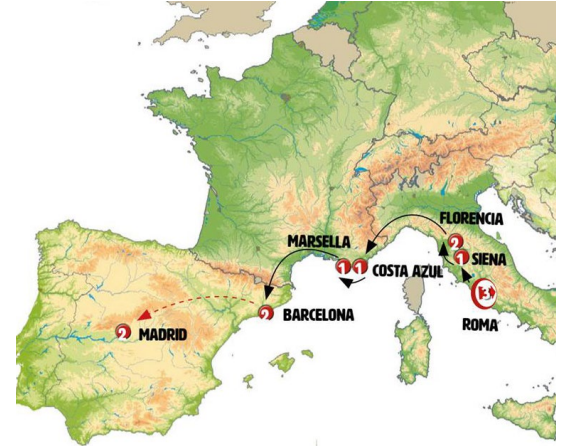 FLORENCIA
2
MARSELLA
1
SIENA
1
1
COSTA AZUL
3
BARCELONA
2
ROMA
2
MADRID